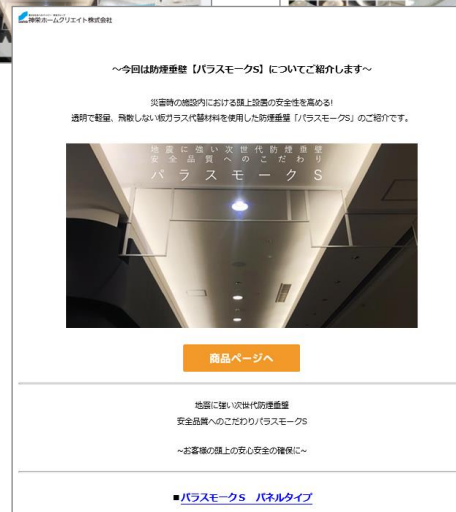 神栄ホームクリエイト株式会社
～今回は防煙垂壁【パラスモークS】についてご紹介します～
災害時の施設内における頭上設置の安全性を高める!
透明で軽量、飛散しない板ガラス代替材料を使用した防煙垂壁「パラスモークS」のご紹介です。
地震に強い次世代防煙垂壁
安全品質へのこだわり
パラスモークS
商品ページへ
地震に強い次世代防煙垂壁
安全品質へのこだわりパラスモークS
～お客様の頭上の安心安全の確保に～
■パラスモークS パネルタイプ